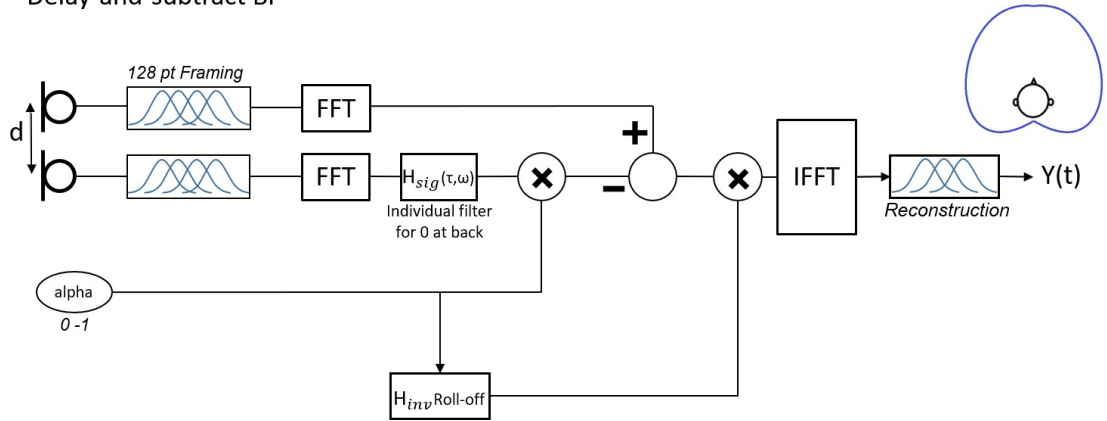 Delay-and-subtract BF
128 pt Framing
FFT
d
+
FFT
H𝑠𝑖𝑔(τ,ω)
×
−
×
IFFT
Y(t)
Individual filter
for 0 at back
Reconstruction
alpha
0 -1
H𝑖𝑛𝑣 Roll-off